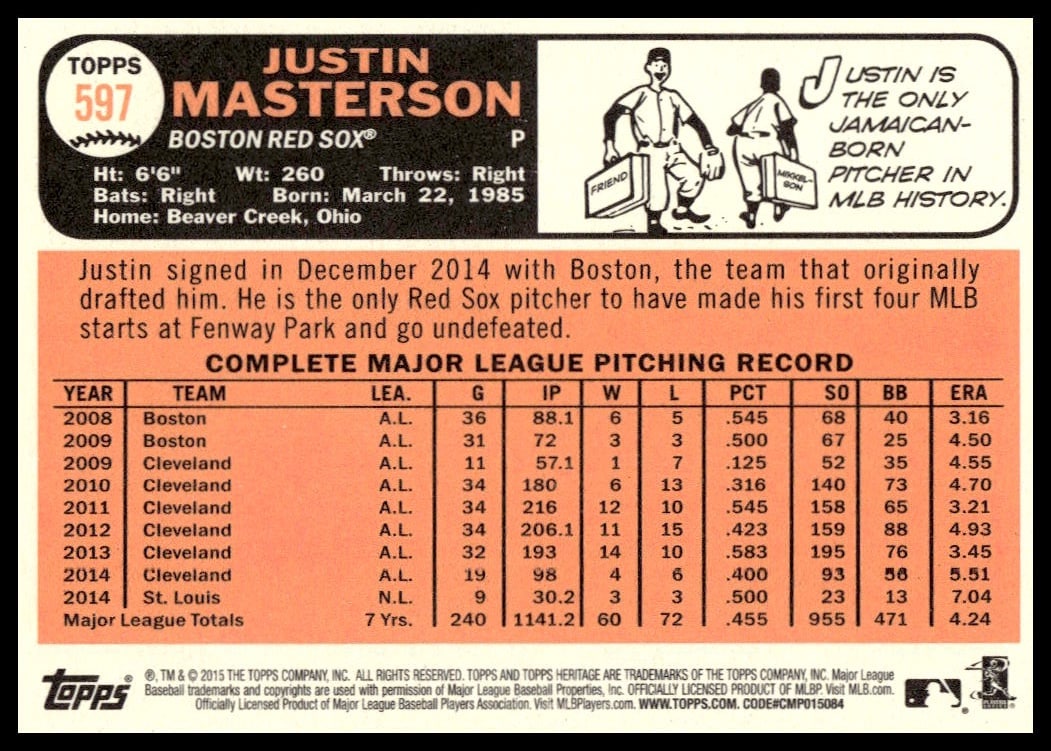 TOPPS
597
JUSTIN
MASTERSON
BOSTON RED SOX® P
Ht: 6'6" Wt: 260 Throws: Right
Bats: Right Born: March 22, 1985
Home: Beaver Creek, Ohio
FRIEND
MIKKEL-
SON
JUSTIN IS
THE ONLY
JAMAICAN-
BORN
PITCHER IN
MLB HISTORY.
Justin signed in December 2014 with Boston, the team that originally
drafted him. He is the only Red Sox pitcher to have made his first four MLB
starts at Fenway Park and go undefeated.
COMPLETE MAJOR LEAGUE PITCHING RECORD
YEAR TEAM LEA. G IP W L PCT SO BB ERA
2008 Boston A.L. 36 88.1 6 5 .545 68 40 3.16
2009 Boston A.L. 31 72 3 3 .500 67 25 4.50
2009 Cleveland A.L. 11 57.1 1 7 .125 52 35 4.55
2010 Cleveland A.L. 34 180 6 13 .316 140 73 4.70
2011 Cleveland A.L. 34 216 12 10 .545 158 65 3.21
2012 Cleveland A.L. 34 206.1 11 15 .423 159 88 4.93
2013 Cleveland A.L. 32 193 14 10 .583 195 76 3.45
2014 Cleveland A.L. 19 98 4 6 .400 93 56 5.51
2014 St. Louis N.L. 9 30.2 3 3 .500 23 13 7.04
Major League Totals 7 Yrs. 240 1141.2 60 72 .455 955 471 4.24
topps®
®, TM & © 2015 THE TOPPS COMPANY, INC. ALL RIGHTS RESERVED. TOPPS AND TOPPS HERITAGE ARE TRADEMARKS OF THE TOPPS COMPANY, INC. Major League
Baseball trademarks and copyrights are used with permission of Major League Baseball Properties, Inc. OFFICIALLY LICENSED PRODUCT OF MLBP. Visit MLB.com.
Officially Licensed Product of Major League Baseball Players Association. Visit MLBPlayers.com. WWW.TOPPS.COM. CODE#CMP015084